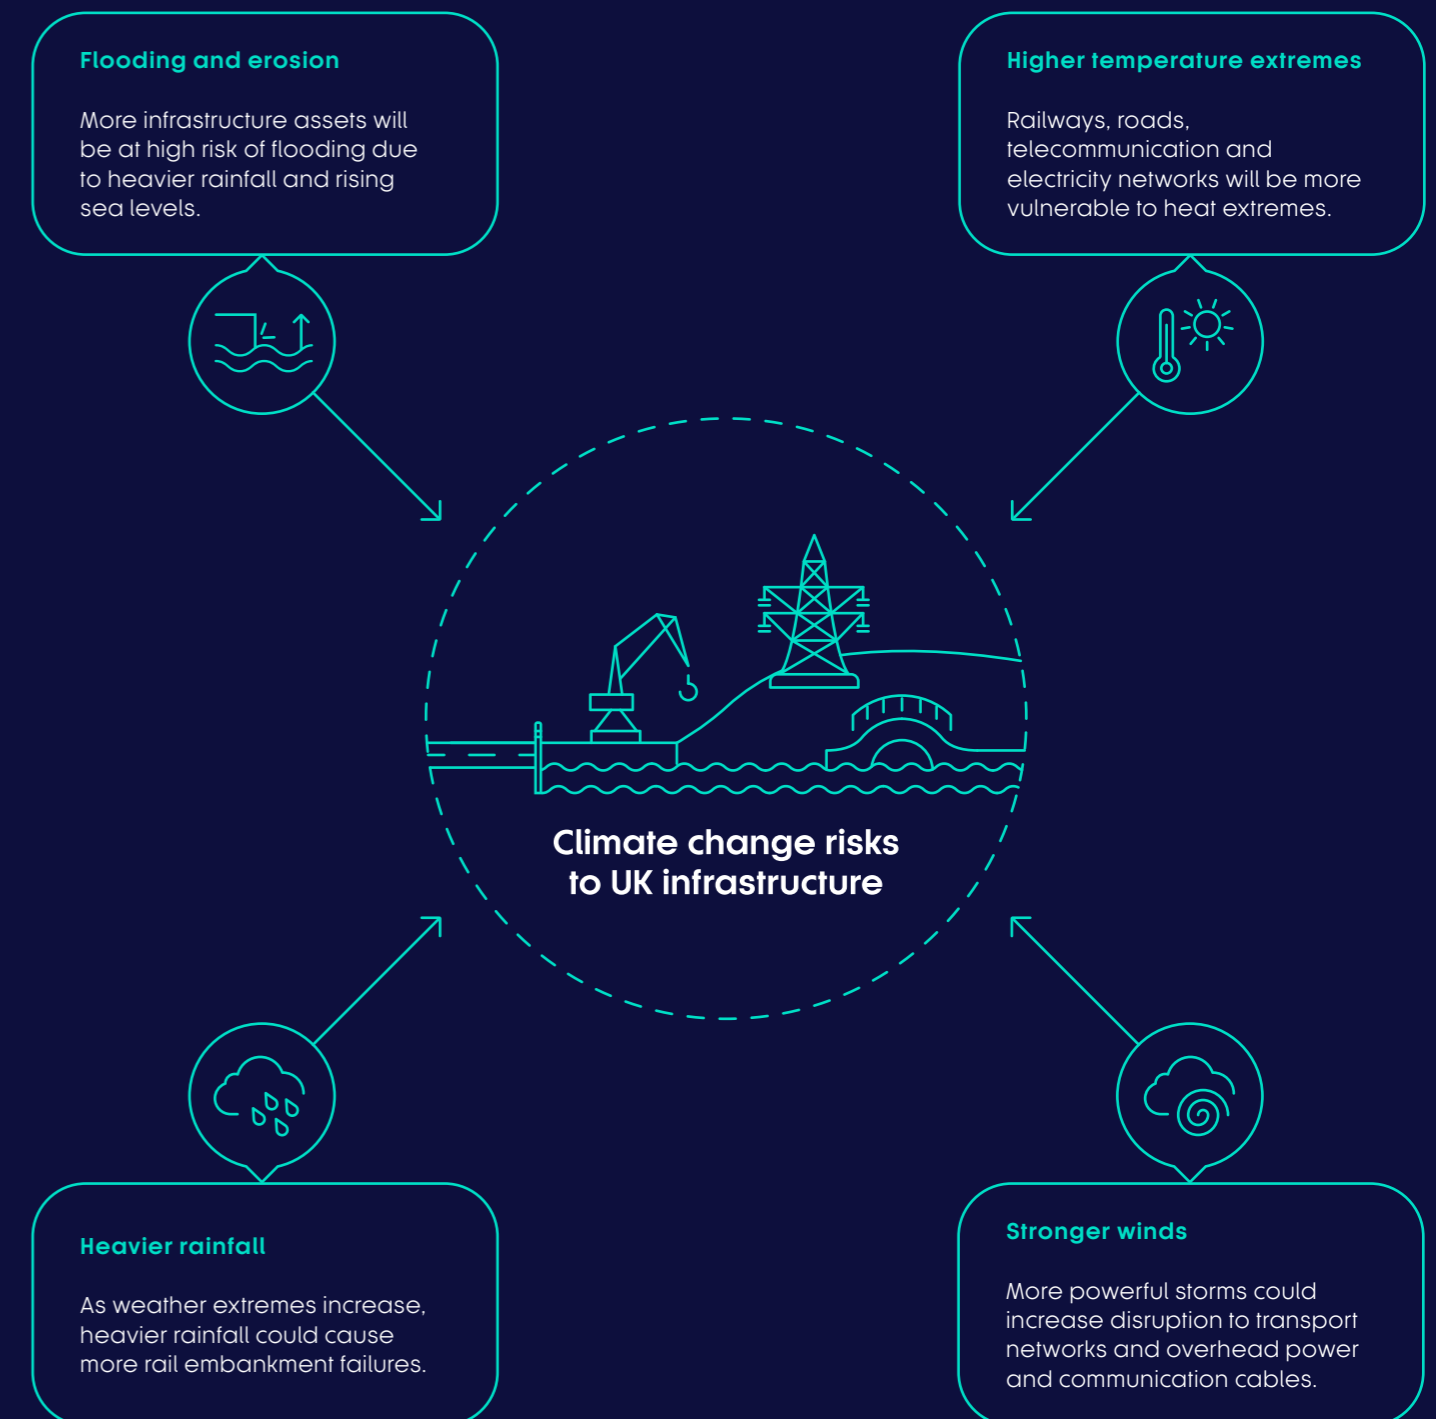 Flooding and erosion
More infrastructure assets will
be at high risk of flooding due
to heavier rainfall and rising
sea levels.
Higher temperature extremes
Railways, roads,
telecommunication and
electricity networks will be more
vulnerable to heat extremes.
Climate change risks
to UK infrastructure
Heavier rainfall
As weather extremes increase,
heavier rainfall could cause
more rail embankment failures.
Stronger winds
More powerful storms could
increase disruption to transport
networks and overhead power
and communication cables.